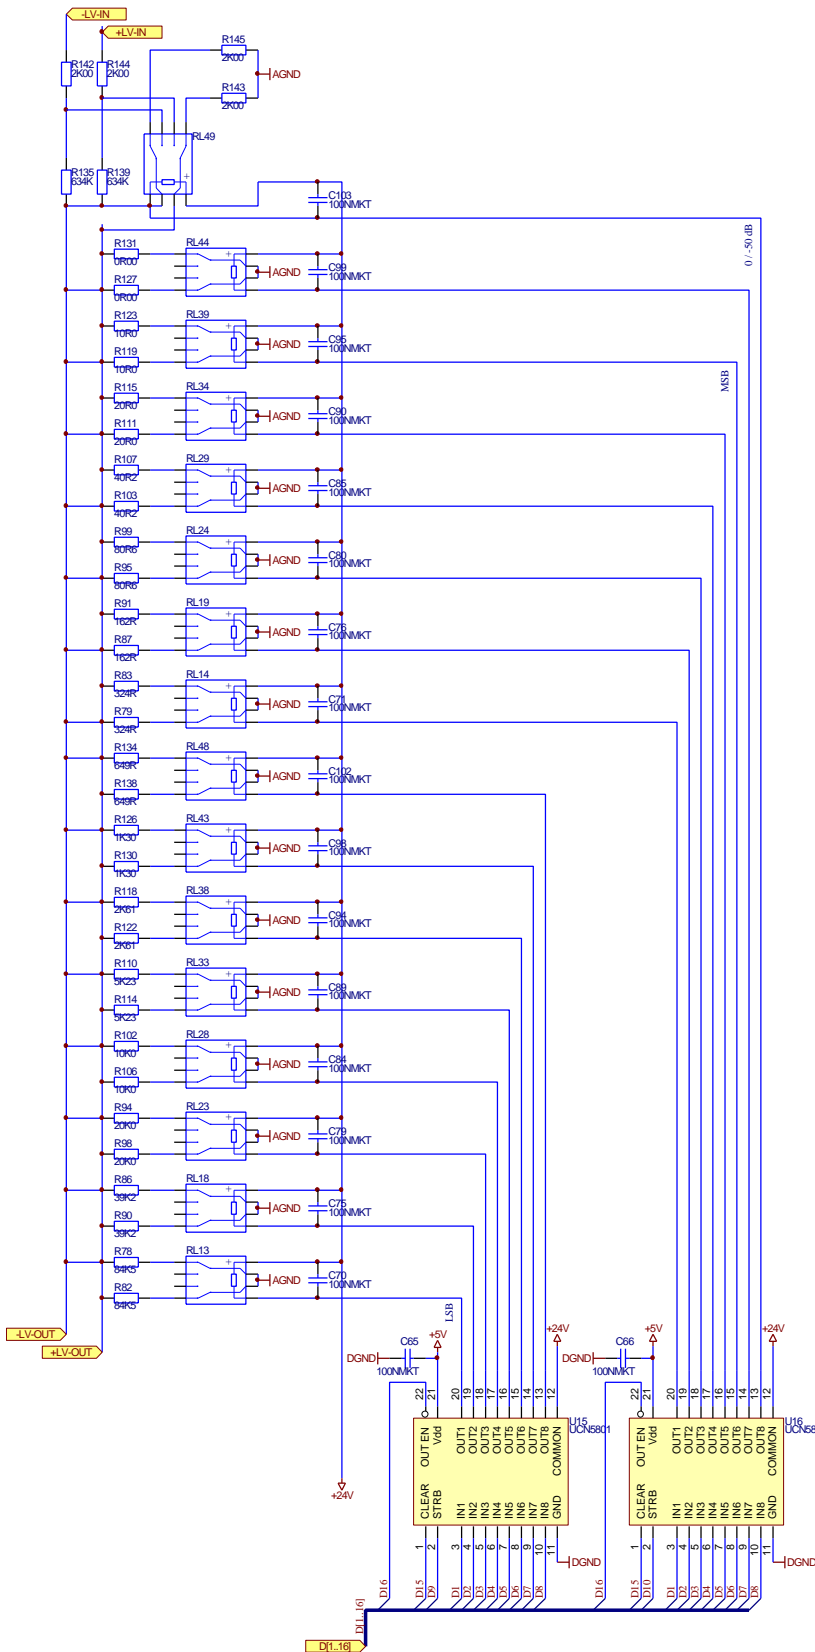 -LV-IN
+LV-IN
R145
2K00
R142
2K00
R144
2K00
AGND
R143
2K00
RL49
+
R135
634K
R139
634K
C103
100NMKT
0 / -50 dB
R131
0R00
RL44
+
AGND
C99
100NMKT
R127
0R00
R123
10R0
RL39
+
AGND
C95
100NMKT
R119
10R0
MSB
R115
20R0
RL34
+
AGND
C90
100NMKT
R111
20R0
R107
40R2
RL29
+
AGND
C85
100NMKT
R103
40R2
R99
80R6
RL24
+
AGND
C80
100NMKT
R95
80R6
R91
162R
RL19
+
AGND
C76
100NMKT
R87
162R
R83
324R
RL14
+
AGND
C71
100NMKT
R79
324R
R134
649R
RL48
+
AGND
C102
100NMKT
R138
649R
R126
1K30
RL43
+
AGND
C98
100NMKT
R130
1K30
R118
2K61
RL38
+
AGND
C94
100NMKT
R122
2K61
R110
5K23
RL33
+
AGND
C89
100NMKT
R114
5K23
R102
10K0
RL28
+
AGND
C84
100NMKT
R106
10K0
R94
20K0
RL23
+
AGND
C79
100NMKT
R98
20K0
R86
39K2
RL18
+
AGND
C75
100NMKT
R90
39K2
R78
84K5
RL13
+
AGND
C70
100NMKT
R82
84K5
LSB
-LV-OUT
+LV-OUT
+24V
C65
+5V
DGND
100NMKT
+24V
C66
+5V
DGND
100NMKT
+24V
22 21 20 19 18 17 16 15 14 13 12
U15
UCN5801
OUT EN Vdd OUT1 OUT2 OUT3 OUT4 OUT5 OUT6 OUT7 OUT8 COMMON
CLEAR STRB IN1 IN2 IN3 IN4 IN5 IN6 IN7 IN8 GND
1 2 3 4 5 6 7 8 9 10 11
DGND
D16 D15 D9 D1 D2 D3 D4 D5 D6 D7 D8
22 21 20 19 18 17 16 15 14 13 12
U16
UCN58
OUT EN Vdd OUT1 OUT2 OUT3 OUT4 OUT5 OUT6 OUT7 OUT8 COMMON
CLEAR STRB IN1 IN2 IN3 IN4 IN5 IN6 IN7 IN8 GND
1 2 3 4 5 6 7 8 9 10 11
DGND
D16 D15 D10 D1 D2 D3 D4 D5 D6 D7 D8
D[1..16]
D[1..16]